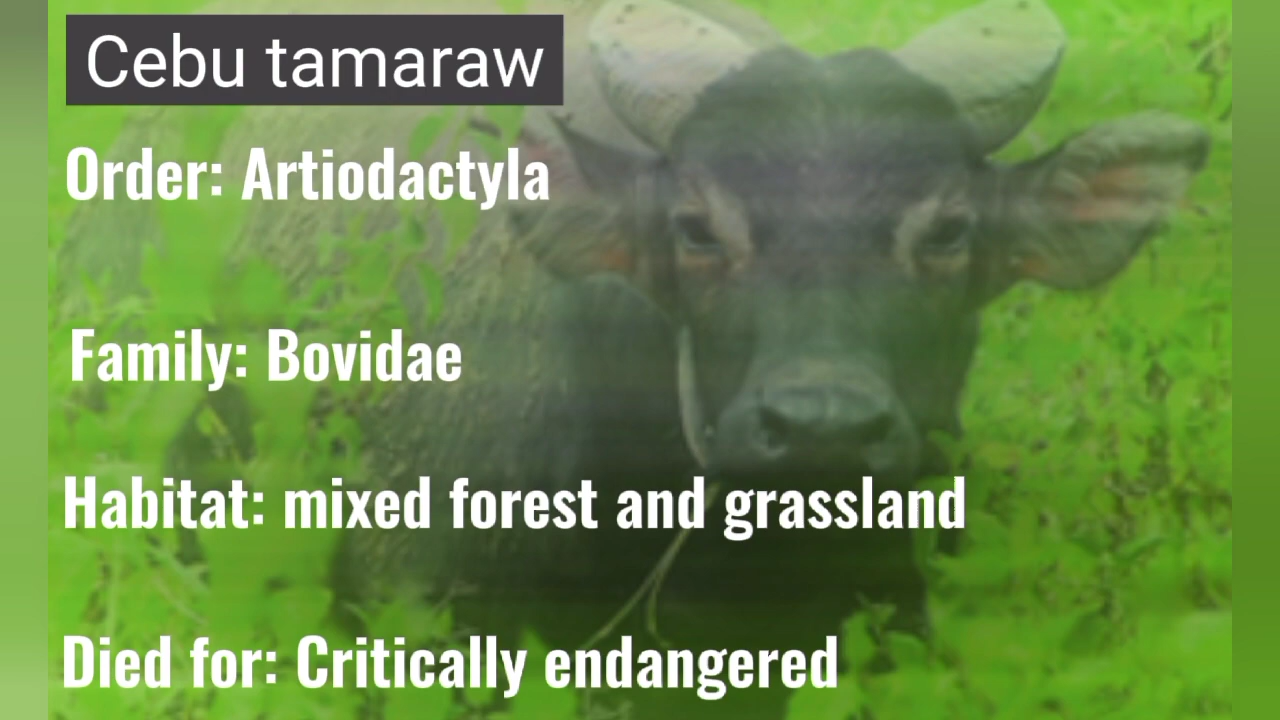 Cebu tamaraw
Order: Artiodactyla
Family: Bovidae
Habitat: mixed forest and grassland
Died for: Critically endangered